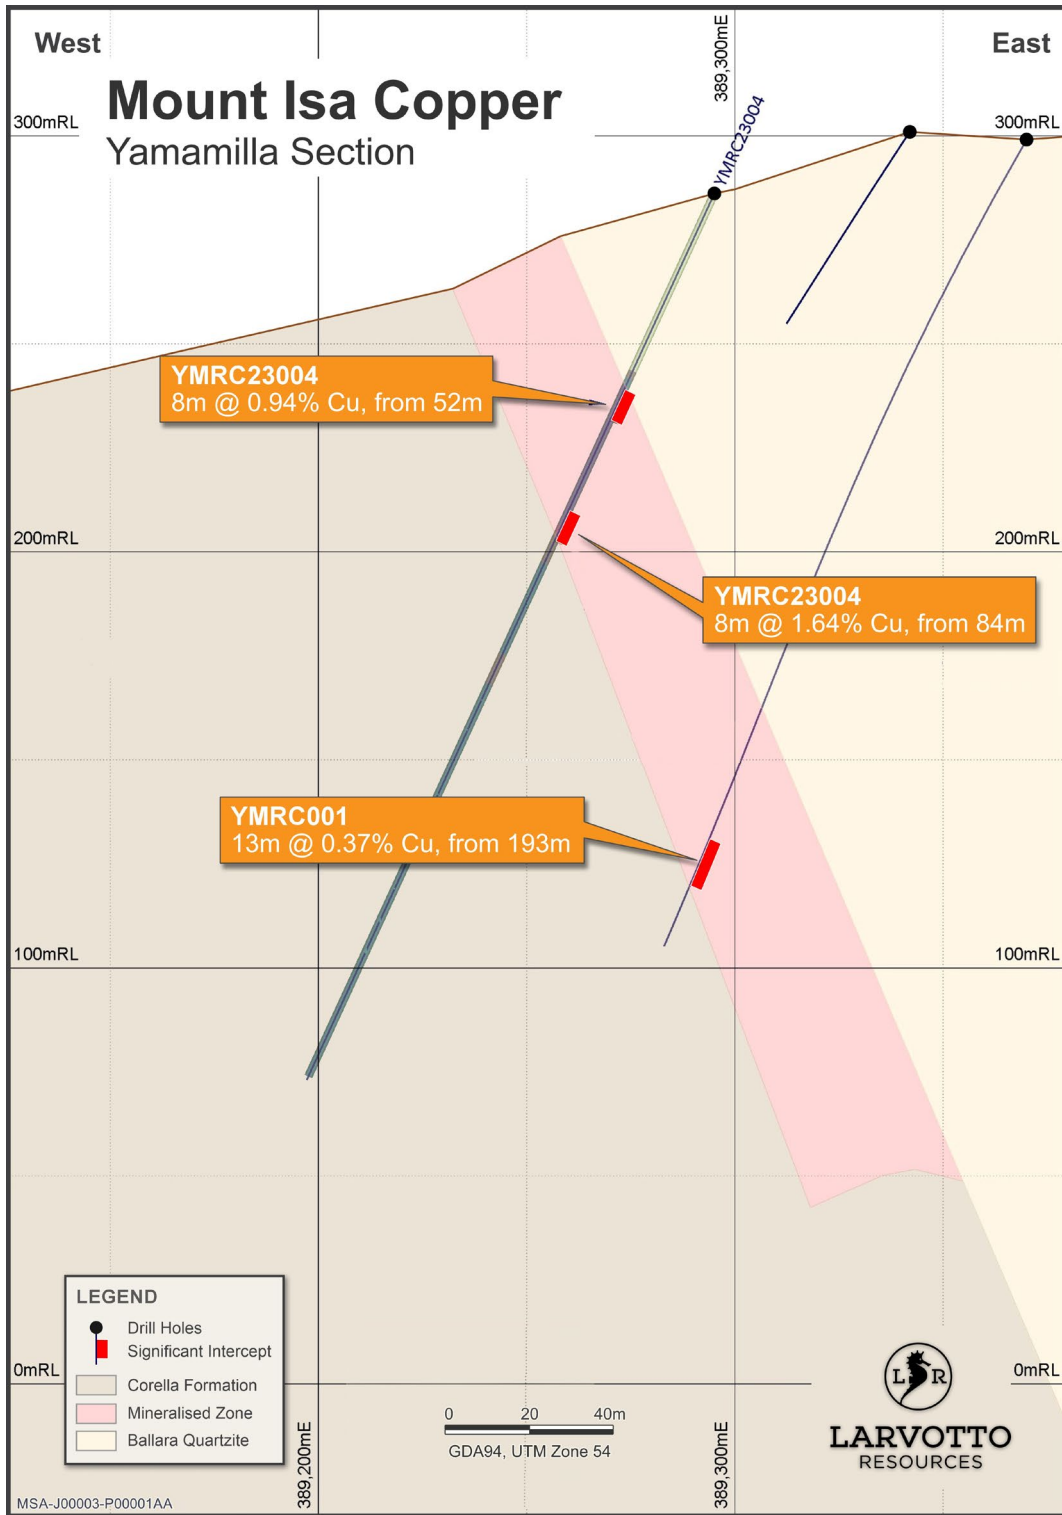 West
East
389,300mE
Mount Isa Copper
Yamamilla Section
YMRC23004
300mRL
300mRL
YMRC23004
8m @ 0.94% Cu, from 52m
200mRL
200mRL
YMRC23004
8m @ 1.64% Cu, from 84m
YMRC001
13m @ 0.37% Cu, from 193m
100mRL
100mRL
LEGEND
Drill Holes
Significant Intercept
Corella Formation
Mineralised Zone
Ballara Quartzite
0mRL
0mRL
389,200mE
0 20 40m
GDA94, UTM Zone 54
389,300mE
L R
LARVOTTO
RESOURCES
MSA-J00003-P00001AA